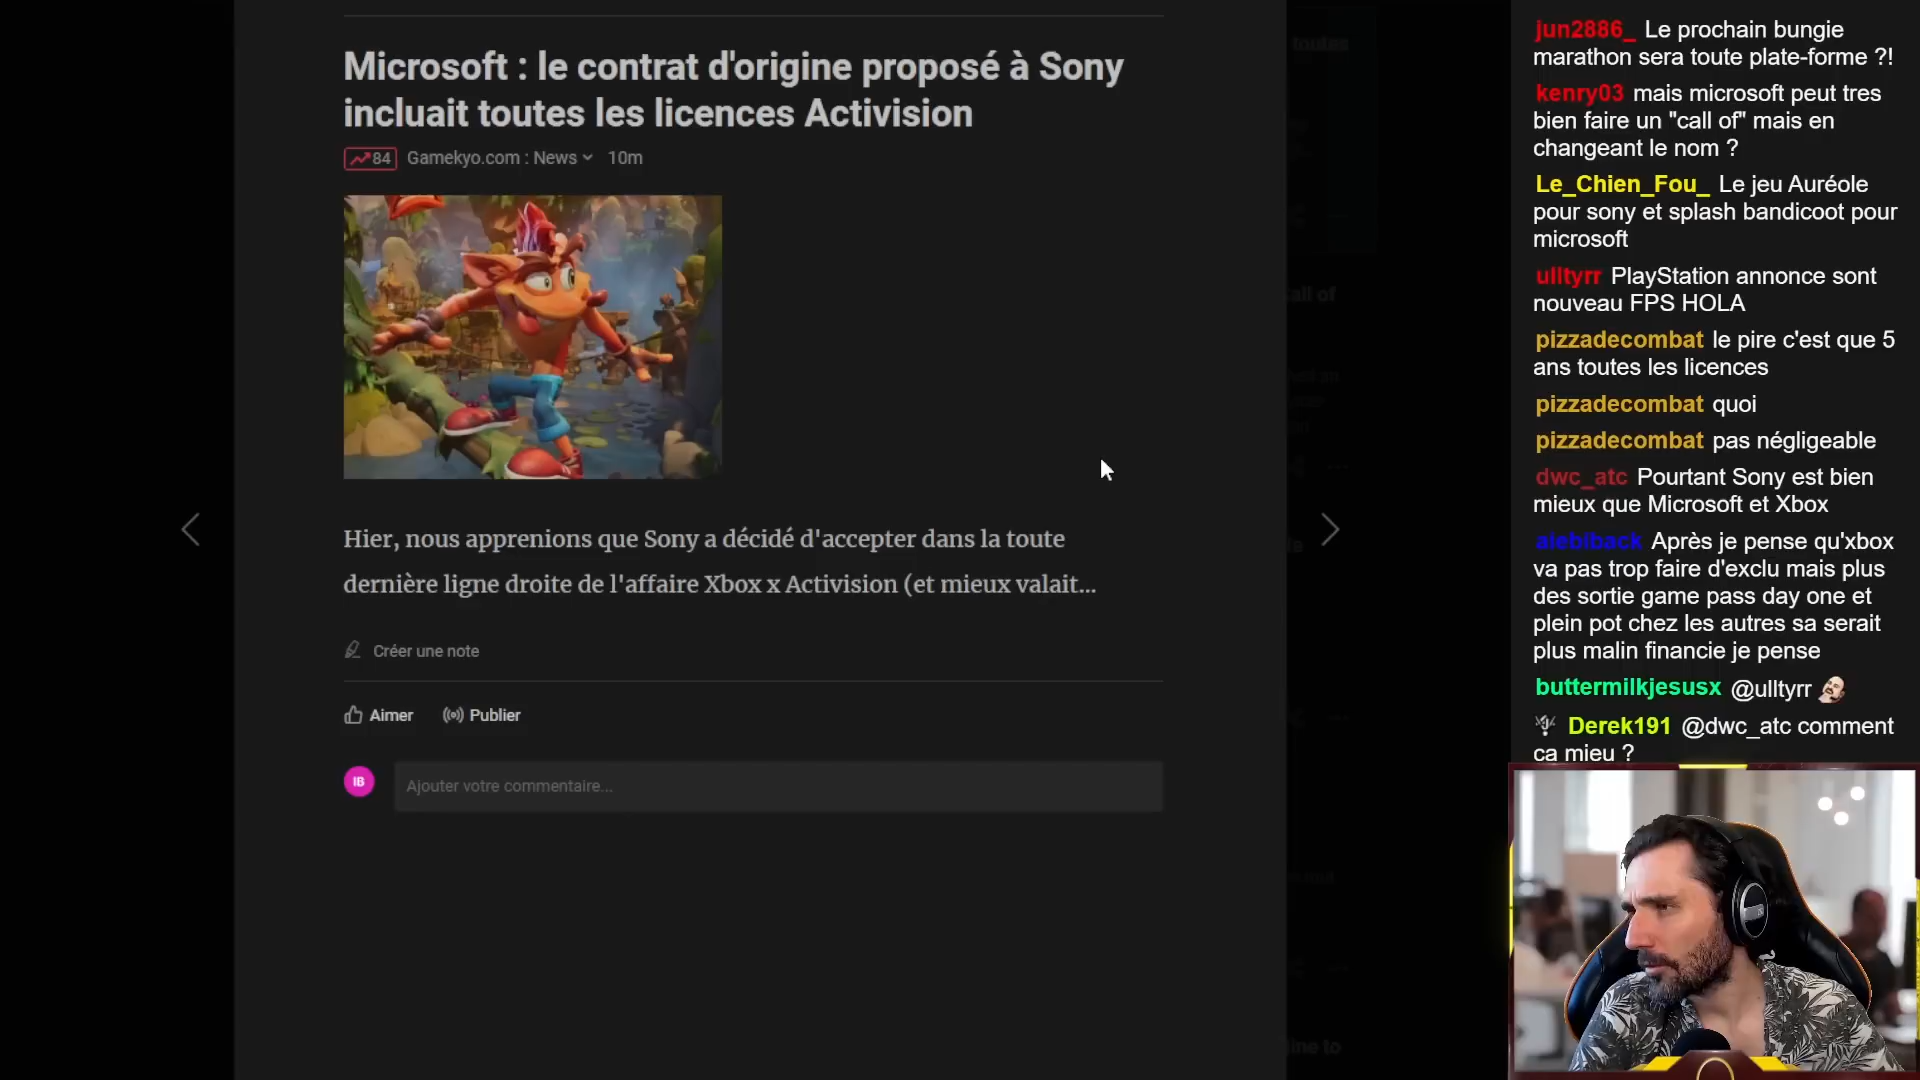 Microsoft : le contrat d'origine proposé à Sony
incluait toutes les licences Activision
84 Gamekyo.com : News 10m
Hier, nous apprenions que Sony a décidé d'accepter dans la toute
dernière ligne droite de l'affaire Xbox x Activision (et mieux valait...
Créer une note
Aimer Publier
IB Ajouter votre commentaire...
toutes
Call of
line to
jun2886_ Le prochain bungie
marathon sera toute plate-forme ?!
kenry03 mais microsoft peut tres
bien faire un "call of" mais en
changeant le nom ?
Le_Chien_Fou_ Le jeu Auréole
pour sony et splash bandicoot pour
microsoft
ulltyrr PlayStation annonce sont
nouveau FPS HOLA
pizzadecombat le pire c'est que 5
ans toutes les licences
pizzadecombat quoi
pizzadecombat pas négligeable
dwc_atc Pourtant Sony est bien
mieux que Microsoft et Xbox
alebiback Après je pense qu'xbox
va pas trop faire d'exclu mais plus
des sortie game pass day one et
plein pot chez les autres sa serait
plus malin financie je pense
buttermilkjesusx @ulltyrr
Derek191 @dwc_atc comment
ca mieu ?